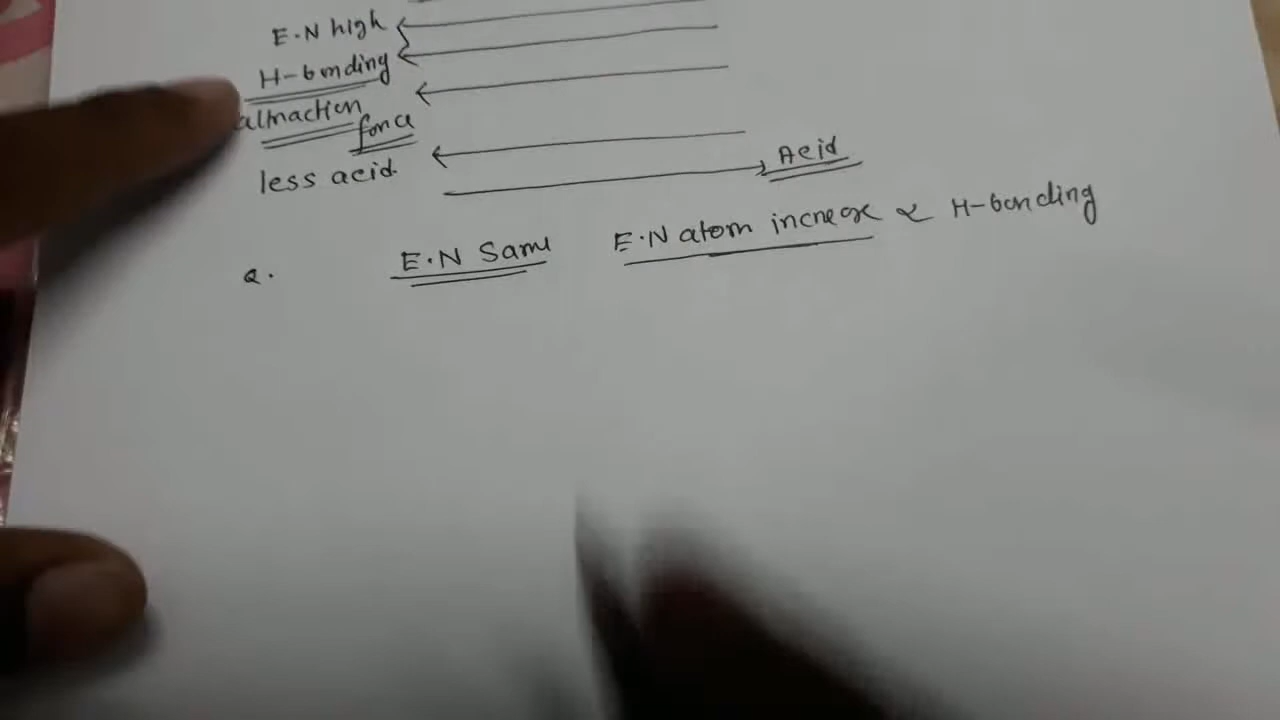 E.N high
H-bonding
attraction force
less acid
Acid
Q. E.N Same E.N atom increase ∝ H-bonding